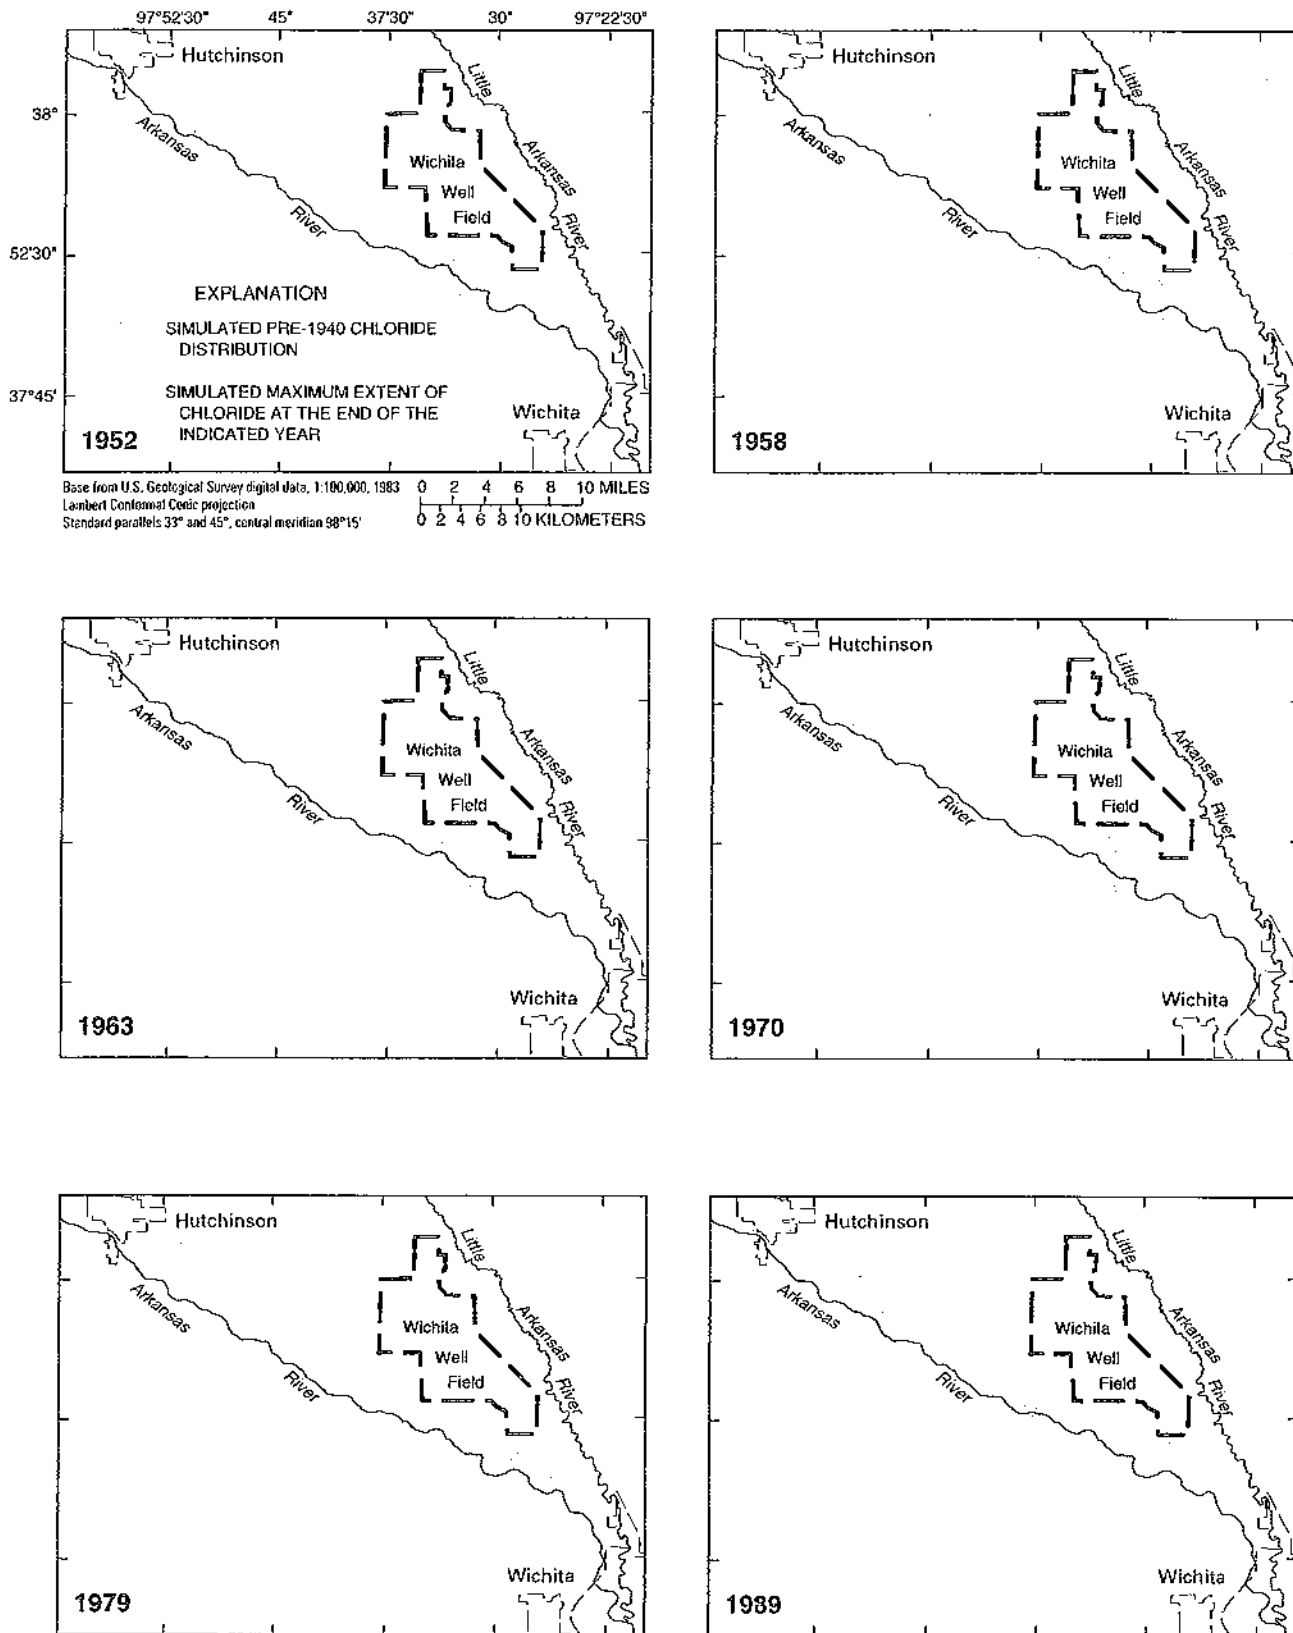 97°52'30" 45" 37'30" 30" 97°22'30"
Hutchinson
Little
Arkansas
River
38°
Arkansas
River
Wichita
Well
Field
52'30"
EXPLANATION
SIMULATED PRE-1940 CHLORIDE
DISTRIBUTION
SIMULATED MAXIMUM EXTENT OF
CHLORIDE AT THE END OF THE
INDICATED YEAR
37°45'
Wichita
1952
Base from U.S. Geological Survey digital data, 1:100,000, 1983
Lambert Conformal Conic projection
Standard parallels 33° and 45°, central meridian 98°15'
0 2 4 6 8 10 MILES
0 2 4 6 8 10 KILOMETERS
Hutchinson
Little
Arkansas
River
Arkansas
River
Wichita
Well
Field
Wichita
1958
Hutchinson
Little
Arkansas
River
Arkansas
River
Wichita
Well
Field
Wichita
1963
Hutchinson
Little
Arkansas
River
Arkansas
River
Wichita
Well
Field
Wichita
1970
Hutchinson
Little
Arkansas
River
Arkansas
River
Wichita
Well
Field
Wichita
1979
Hutchinson
Little
Arkansas
River
Arkansas
River
Wichita
Well
Field
Wichita
1989